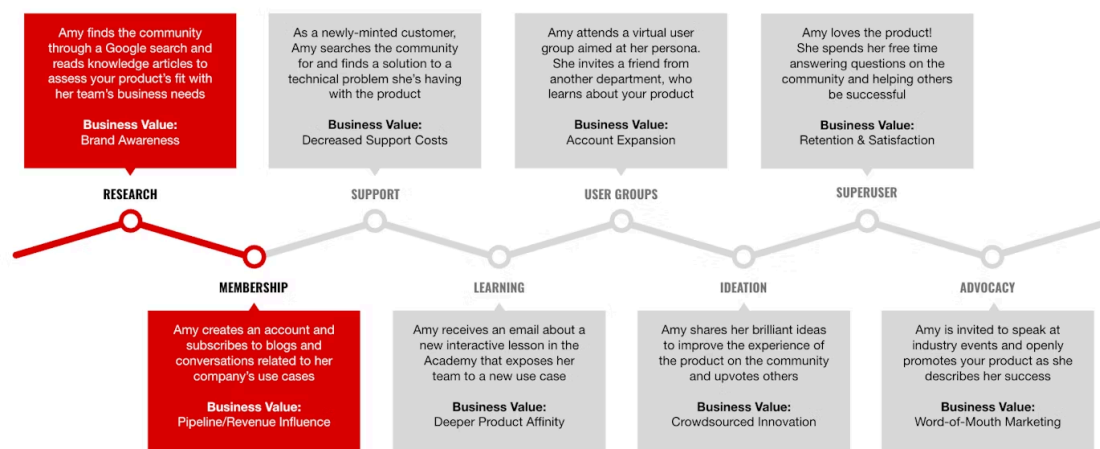 Amy finds the community
through a Google search and
reads knowledge articles to
assess your product's fit with
her team's business needs
Business Value:
Brand Awareness
RESEARCH
As a newly-minted customer,
Amy searches the community
for and finds a solution to a
technical problem she's having
with the product
Business Value:
Decreased Support Costs
SUPPORT
Amy attends a virtual user
group aimed at her persona.
She invites a friend from
another department, who
learns about your product
Business Value:
Account Expansion
USER GROUPS
Amy loves the product!
She spends her free time
answering questions on the
community and helping others
be successful
Business Value:
Retention & Satisfaction
SUPERUSER
MEMBERSHIP
Amy creates an account and
subscribes to blogs and
conversations related to her
company's use cases
Business Value:
Pipeline/Revenue Influence
LEARNING
Amy receives an email about a
new interactive lesson in the
Academy that exposes her
team to a new use case
Business Value:
Deeper Product Affinity
IDEATION
Amy shares her brilliant ideas
to improve the experience of
the product on the community
and upvotes others
Business Value:
Crowdsourced Innovation
ADVOCACY
Amy is invited to speak at
industry events and openly
promotes your product as she
describes her success
Business Value:
Word-of-Mouth Marketing